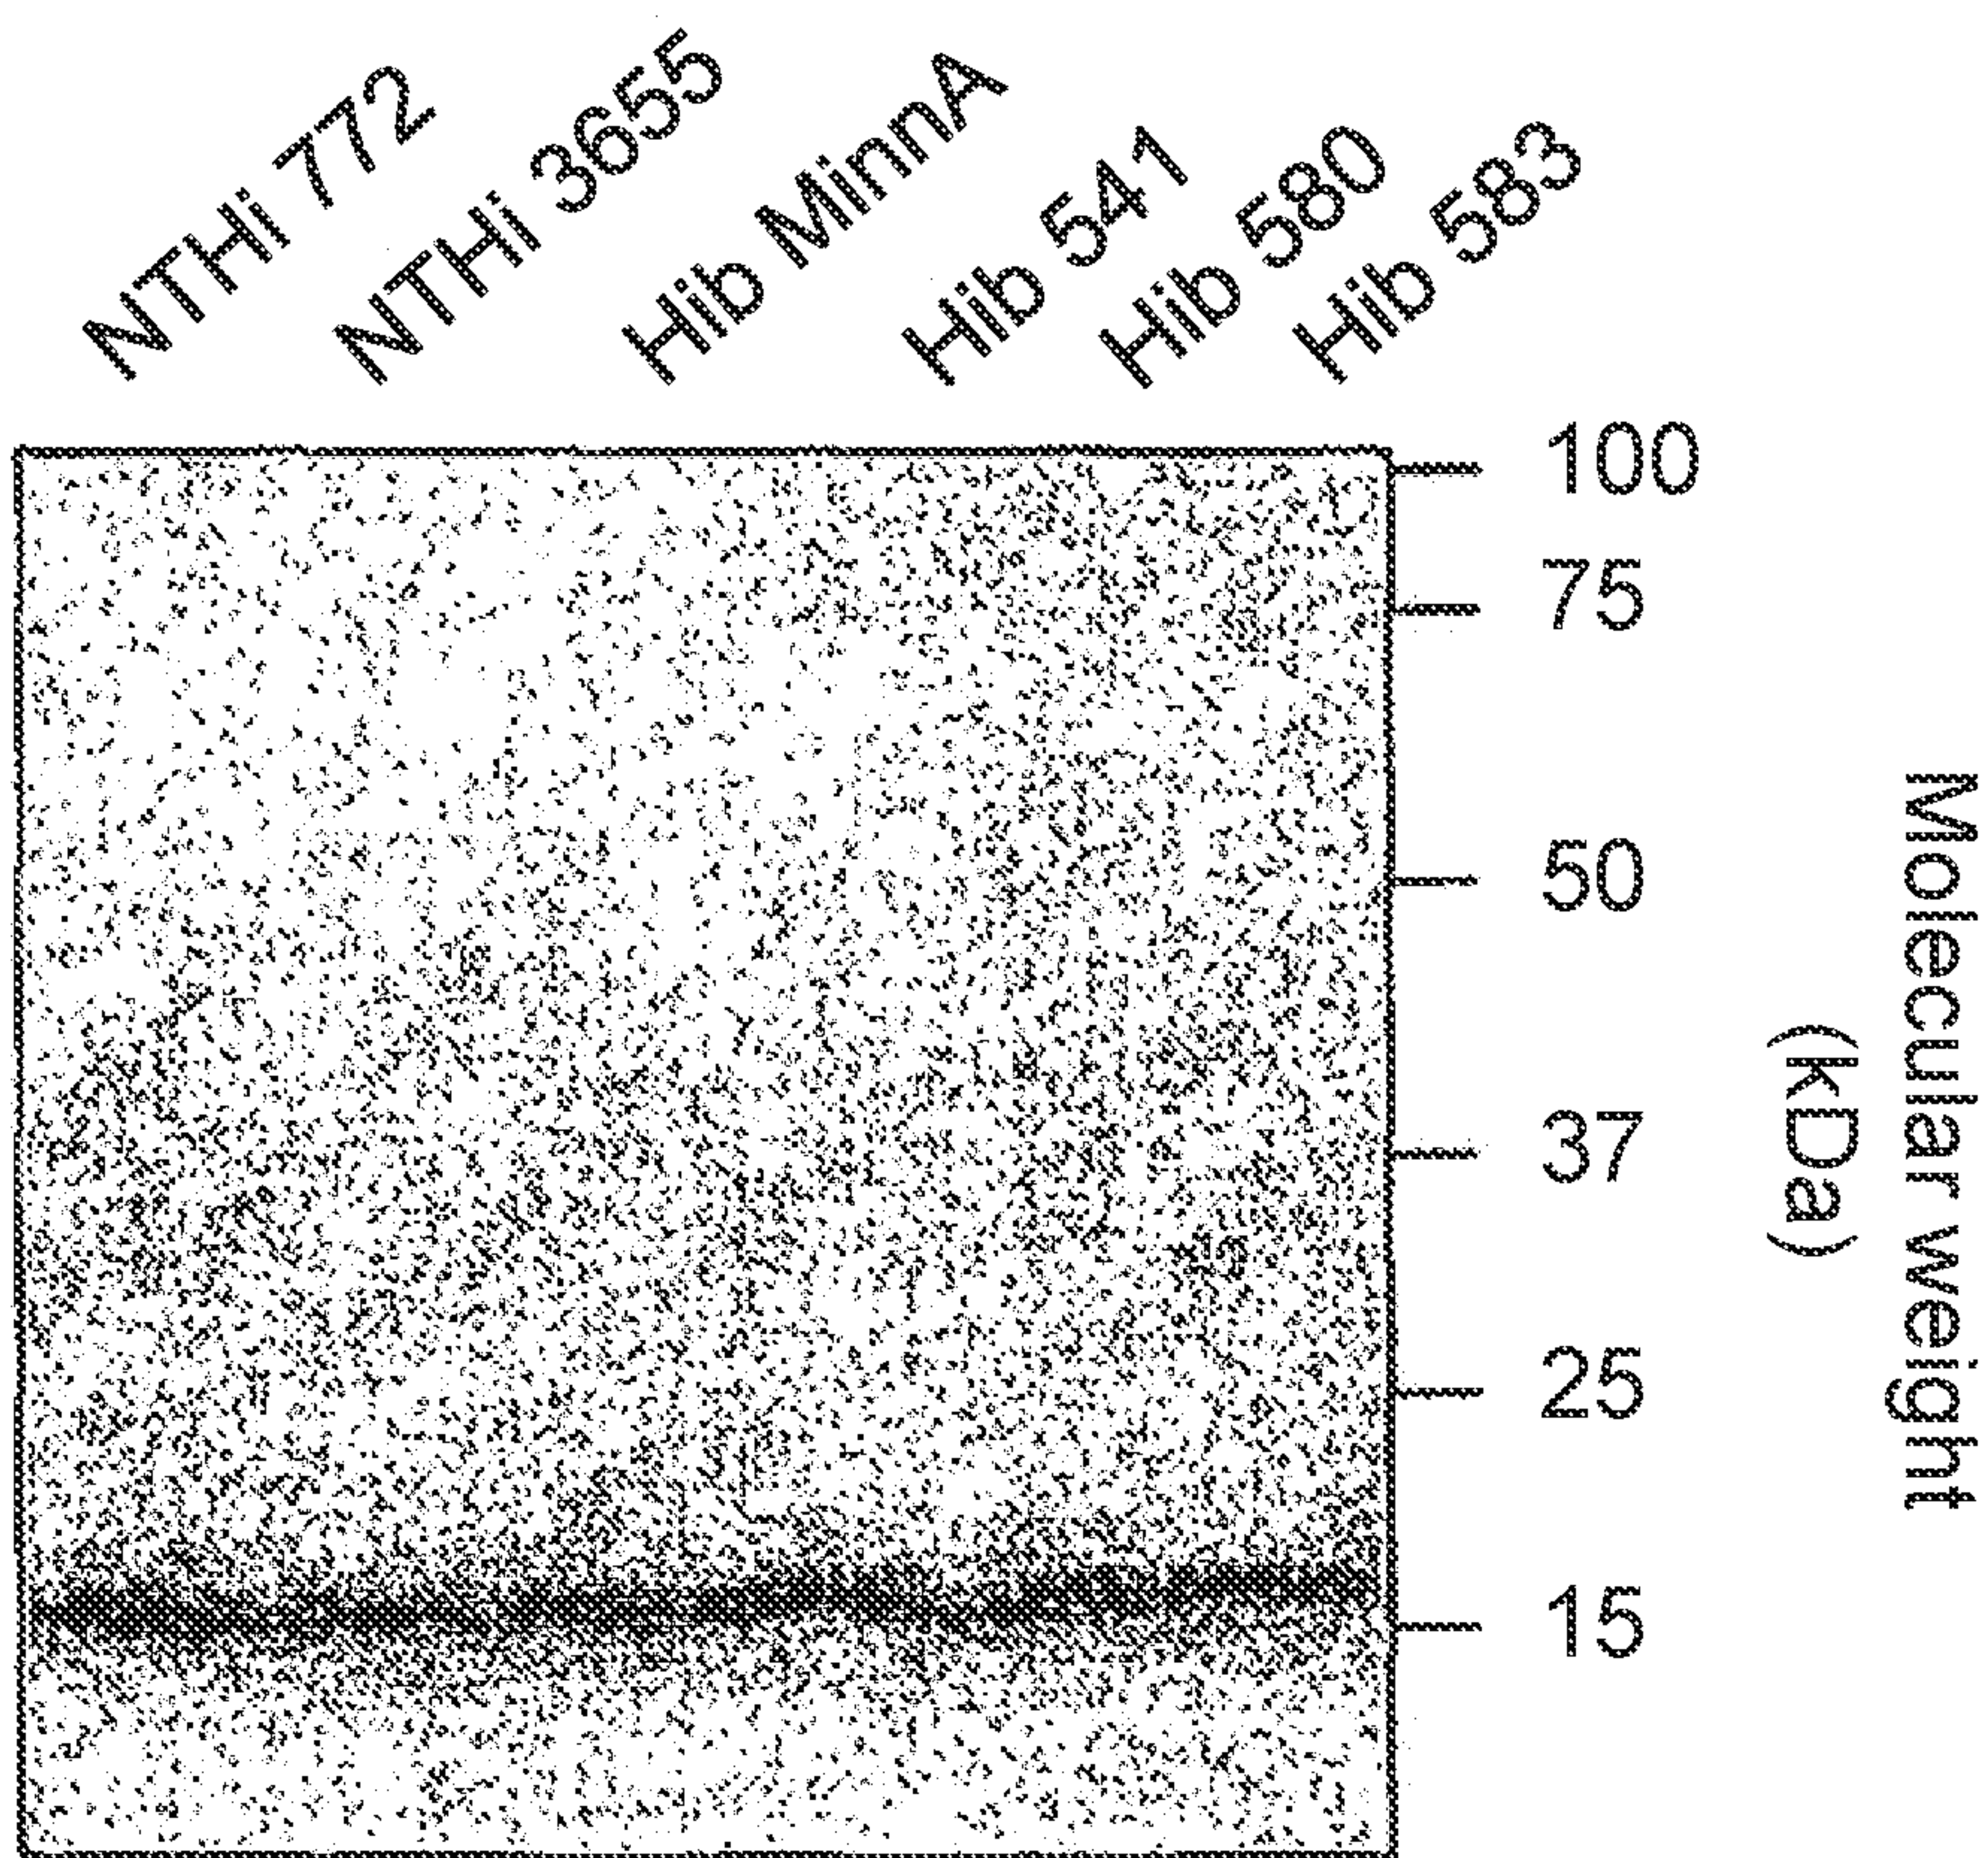 NTHi 772
NTHi 3655
Hib MinnA
Hib 541
Hib 580
Hib 583
100
75
50
37
25
15
Molecular weight
(kDa)